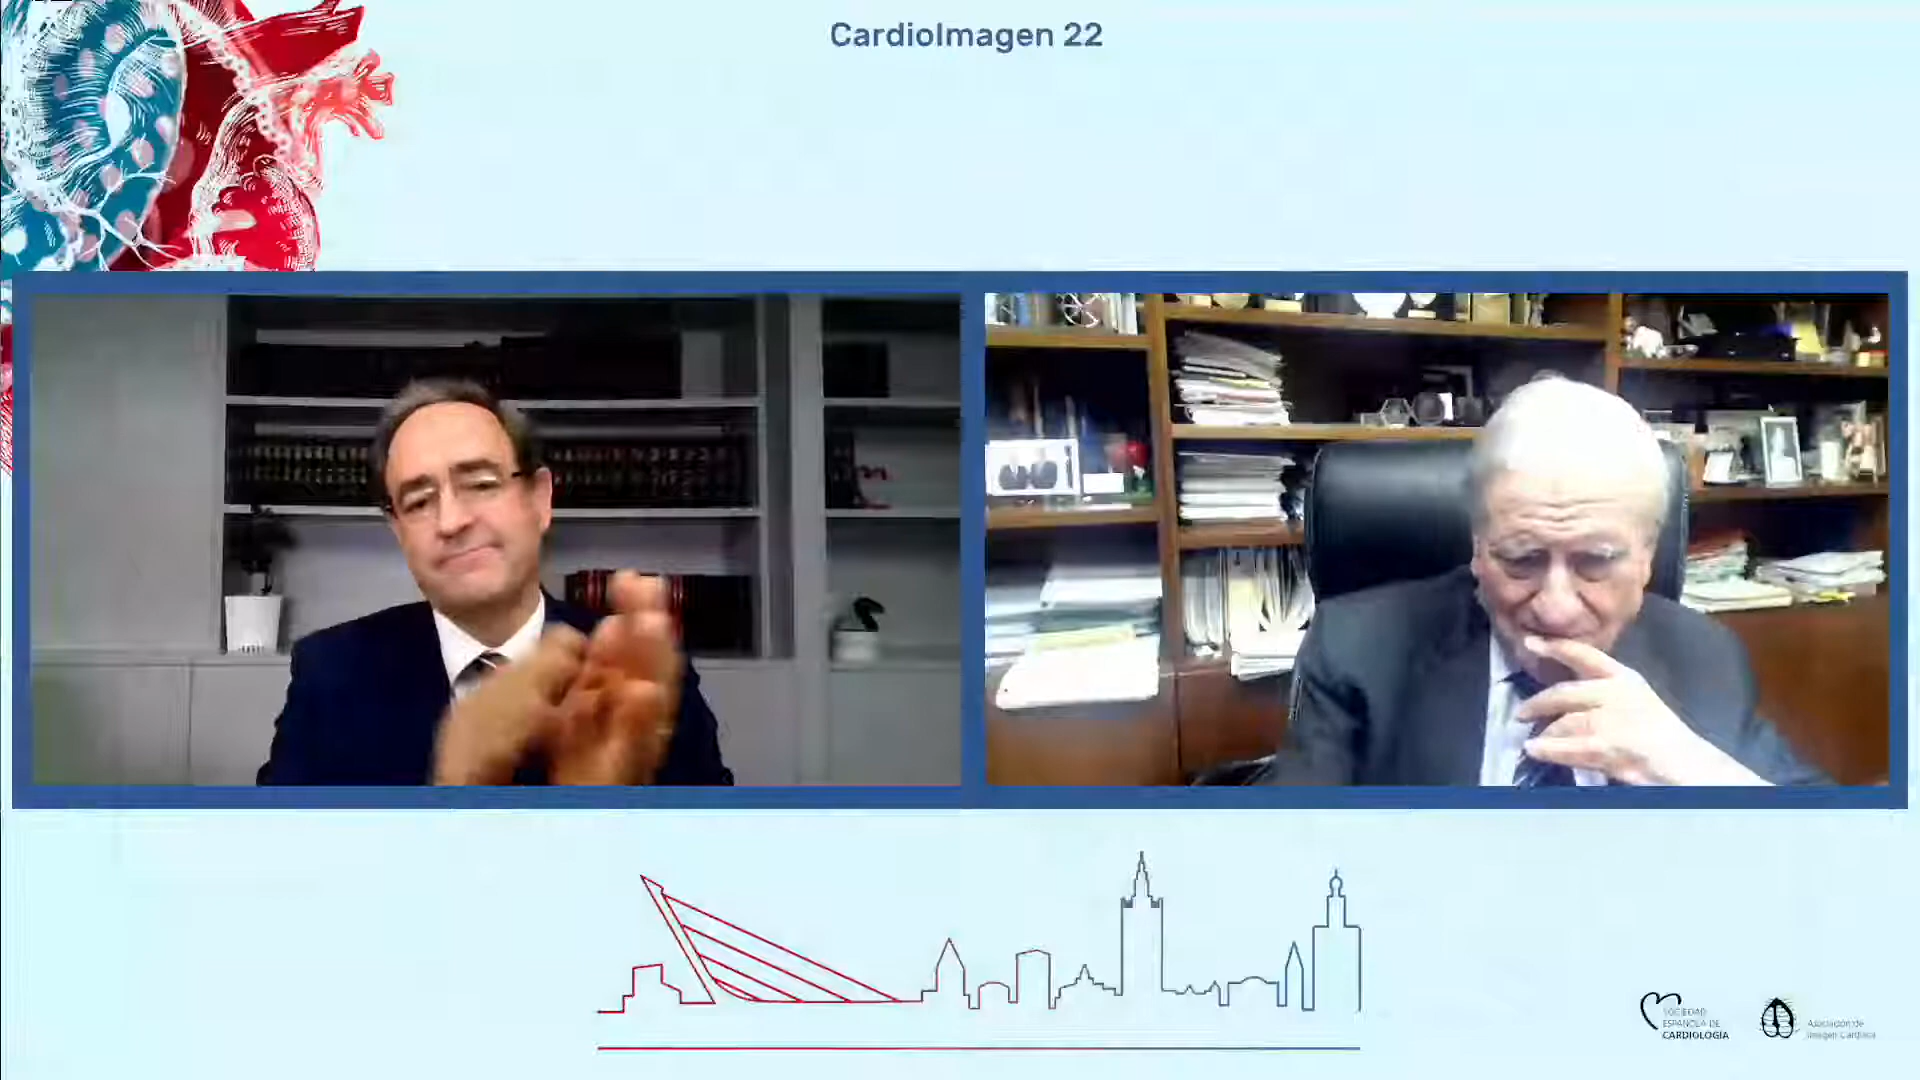 CardioImagen 22
SOCIEDAD
ESPAÑOLA DE
CARDIOLOGÍA
Asociación de
Imagen Cardiaca